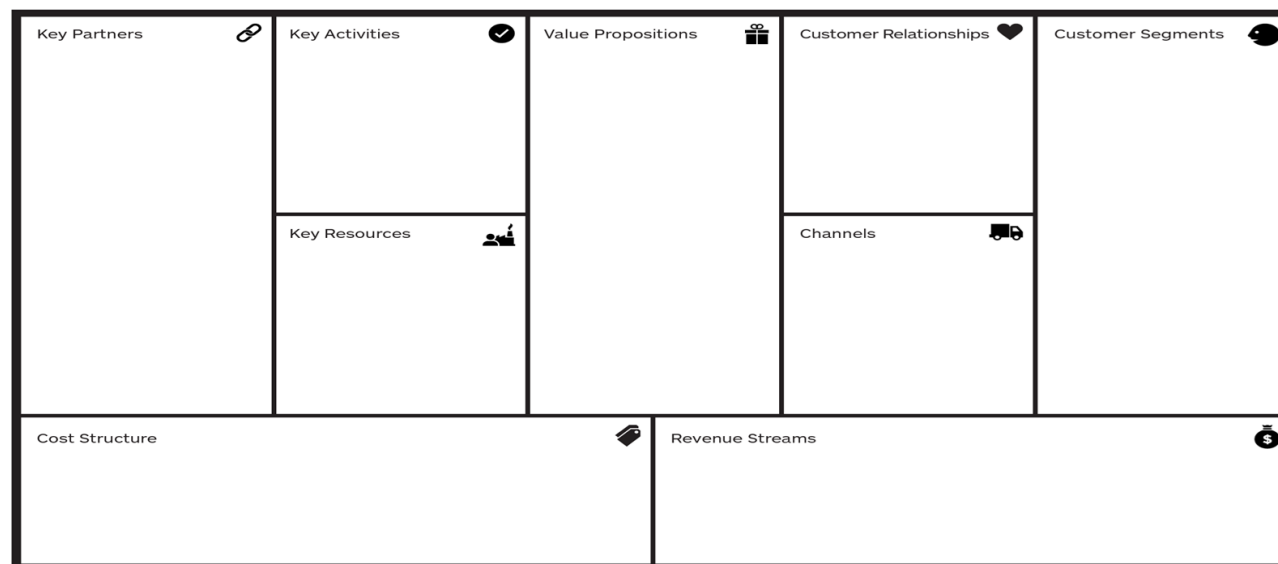 Key Partners
Key Activities
Value Propositions
Customer Relationships
Customer Segments
Key Resources
Channels
Cost Structure
Revenue Streams
$